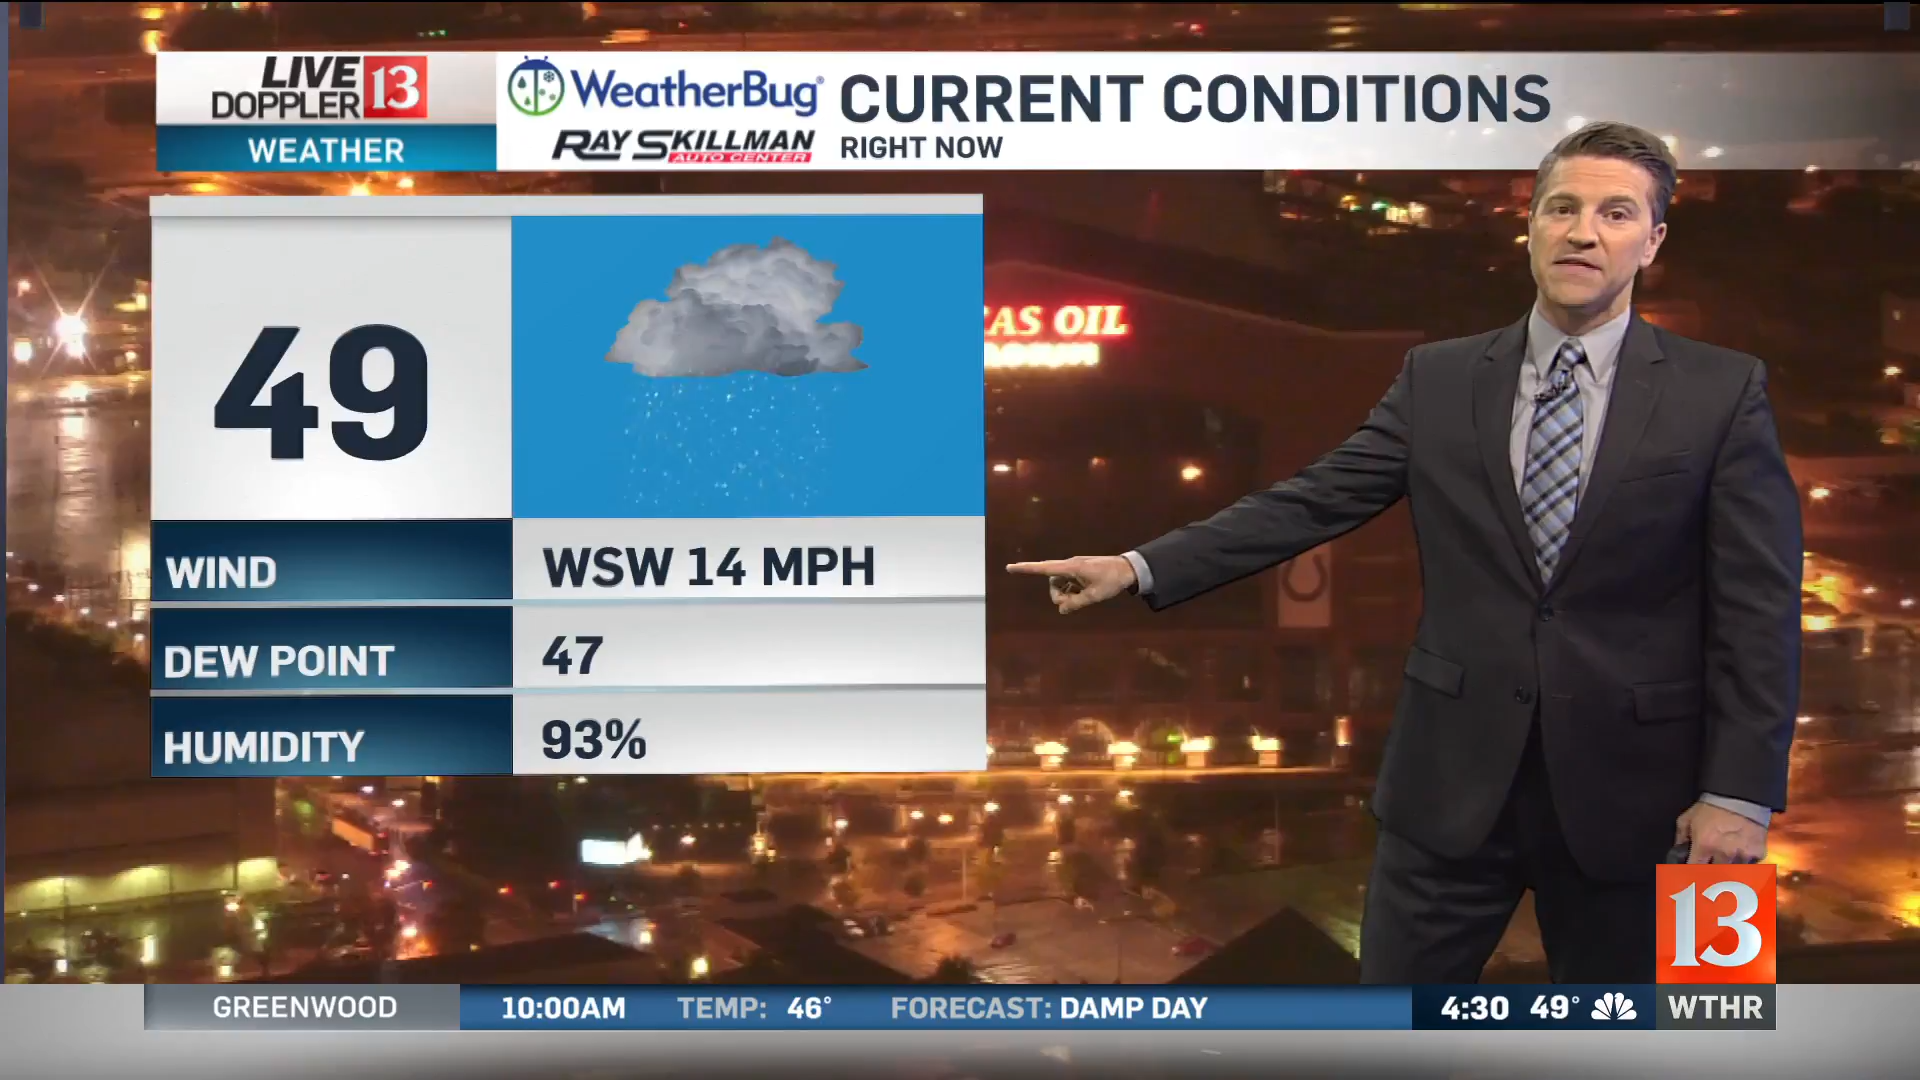 LIVE
DOPPLER 13
WEATHER
WeatherBug®
RAY SKILLMAN
AUTO CENTER
CURRENT CONDITIONS
RIGHT NOW
49
WIND WSW 14 MPH
DEW POINT 47
HUMIDITY 93%
CAS OIL
13
GREENWOOD 10:00AM TEMP: 46° FORECAST: DAMP DAY 4:30 49° WTHR